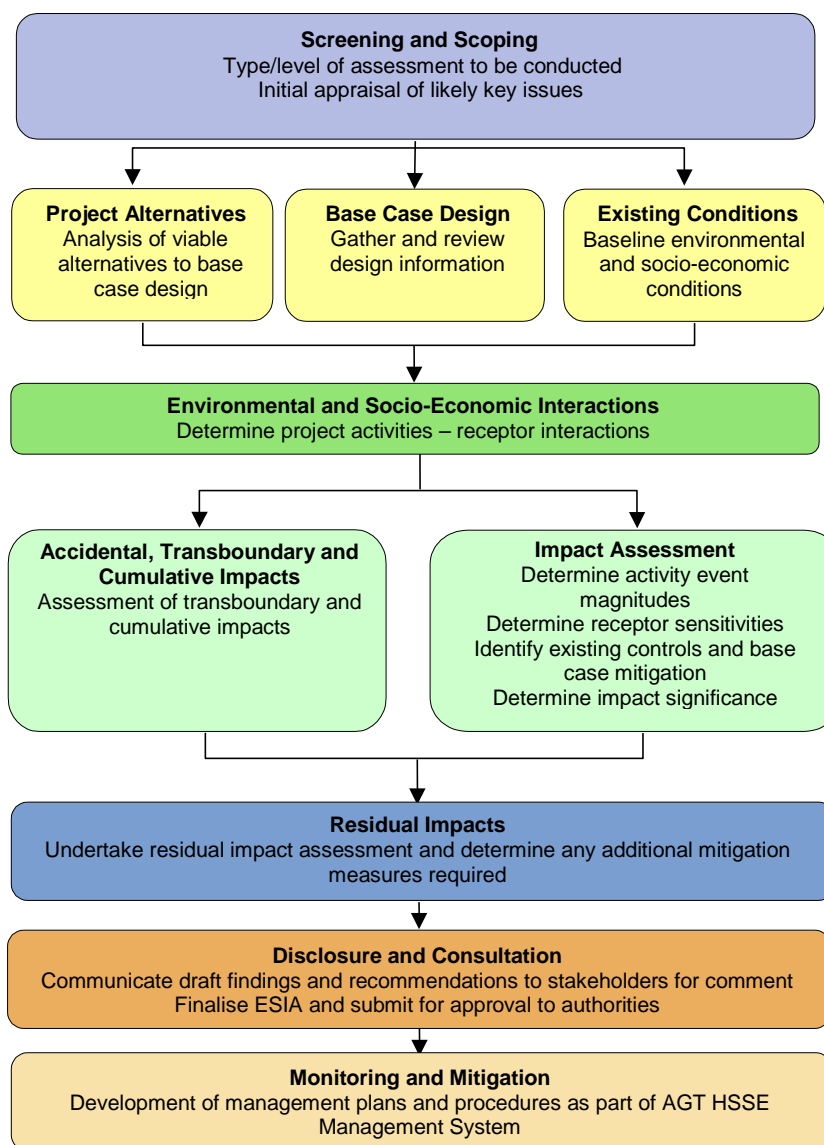 Screening and Scoping
Type/level of assessment to be conducted
Initial appraisal of likely key issues
Project Alternatives
Analysis of viable
alternatives to base
case design
Base Case Design
Gather and review
design information
Existing Conditions
Baseline environmental
and socio-economic
conditions
Environmental and Socio-Economic Interactions
Determine project activities – receptor interactions
Accidental, Transboundary and
Cumulative Impacts
Assessment of transboundary and
cumulative impacts
Impact Assessment
Determine activity event
magnitudes
Determine receptor sensitivities
Identify existing controls and base
case mitigation
Determine impact significance
Residual Impacts
Undertake residual impact assessment and determine any additional mitigation
measures required
Disclosure and Consultation
Communicate draft findings and recommendations to stakeholders for comment
Finalise ESIA and submit for approval to authorities
Monitoring and Mitigation
Development of management plans and procedures as part of AGT HSSE
Management System